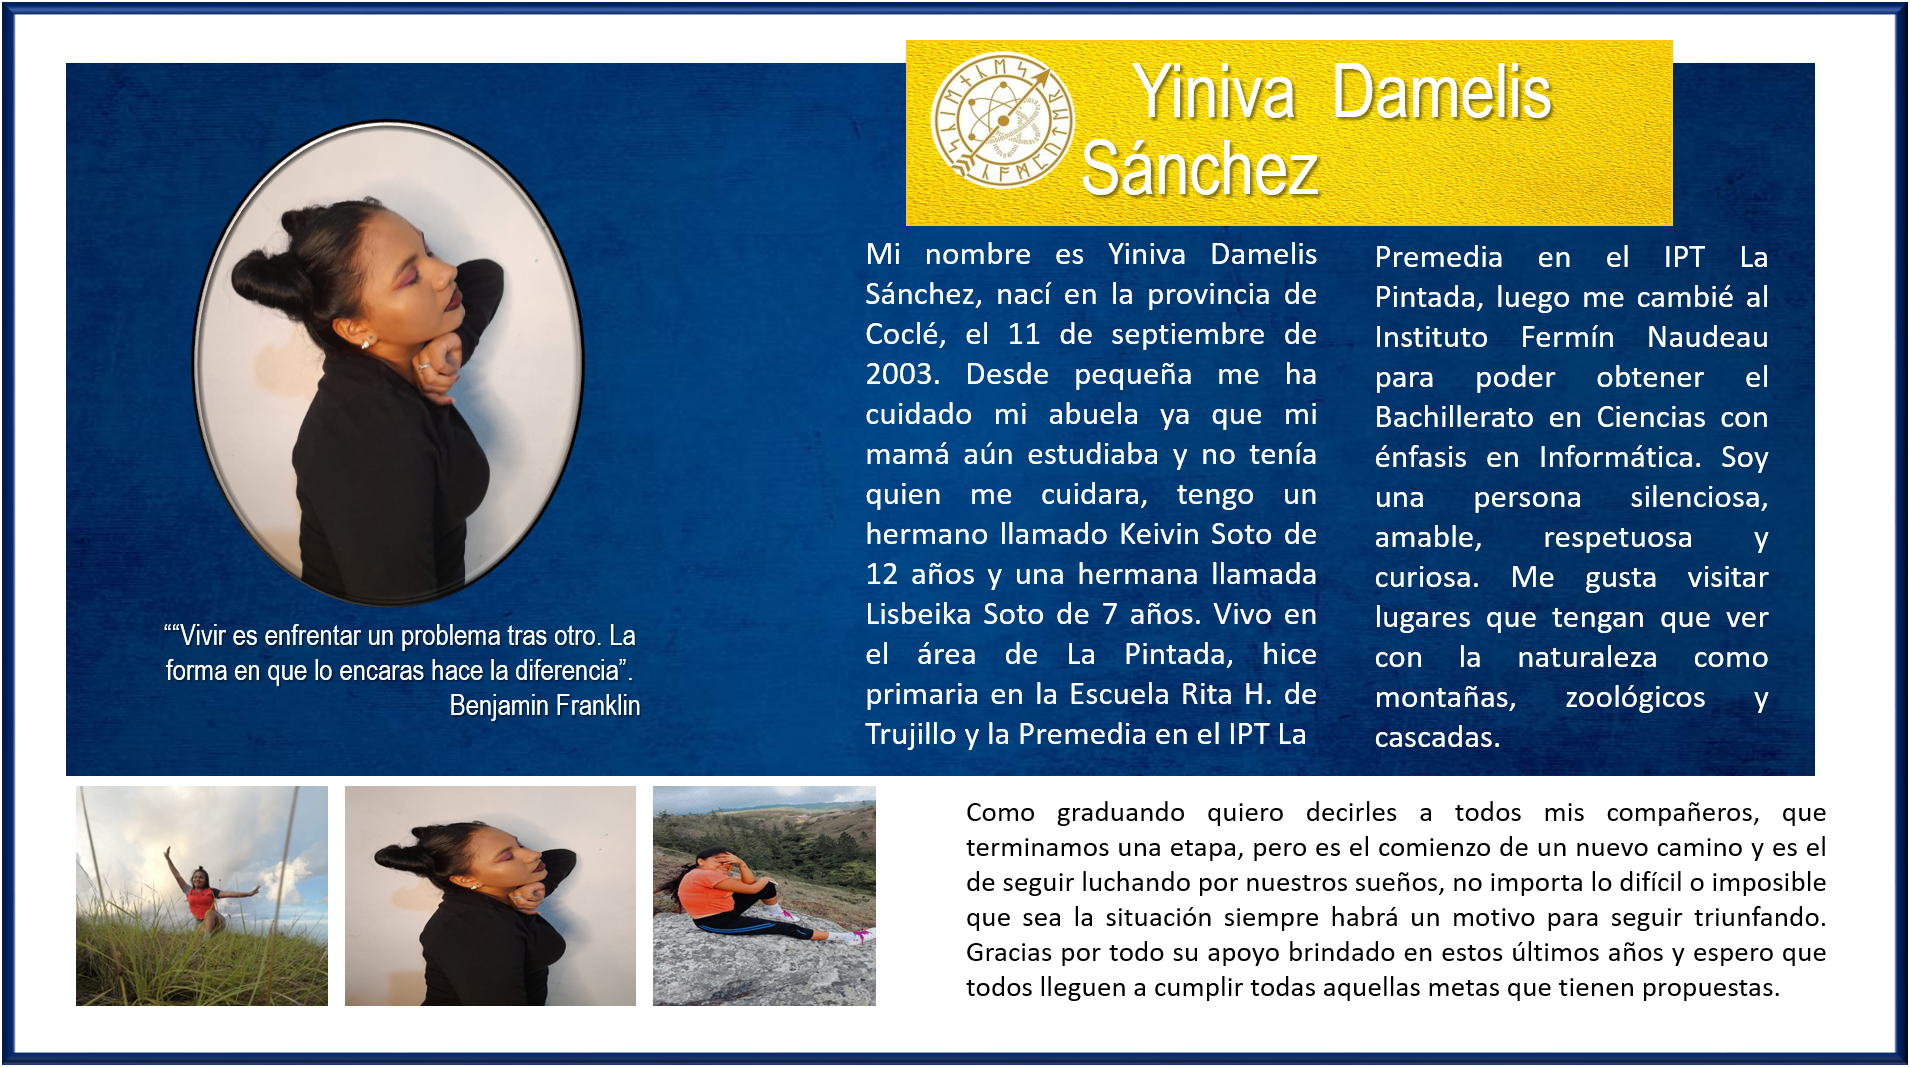 Yiniva Damelis
Sánchez
Mi nombre es Yiniva Damelis
Sánchez, nací en la provincia de
Coclé, el 11 de septiembre de
2003. Desde pequeña me ha
cuidado mi abuela ya que mi
mamá aún estudiaba y no tenía
quien me cuidara, tengo un
hermano llamado Keivin Soto de
12 años y una hermana llamada
Lisbeika Soto de 7 años. Vivo en
el área de La Pintada, hice
primaria en la Escuela Rita H. de
Trujillo y la Premedia en el IPT La
Premedia en el IPT La
Pintada, luego me cambié al
Instituto Fermín Naudeau
para poder obtener el
Bachillerato en Ciencias con
énfasis en Informática. Soy
una persona silenciosa,
amable, respetuosa y
curiosa. Me gusta visitar
lugares que tengan que ver
con la naturaleza como
montañas, zoológicos y
cascadas.
““Vivir es enfrentar un problema tras otro. La
forma en que lo encaras hace la diferencia”.
Benjamin Franklin
Como graduando quiero decirles a todos mis compañeros, que
terminamos una etapa, pero es el comienzo de un nuevo camino y es el
de seguir luchando por nuestros sueños, no importa lo difícil o imposible
que sea la situación siempre habrá un motivo para seguir triunfando.
Gracias por todo su apoyo brindado en estos últimos años y espero que
todos lleguen a cumplir todas aquellas metas que tienen propuestas.